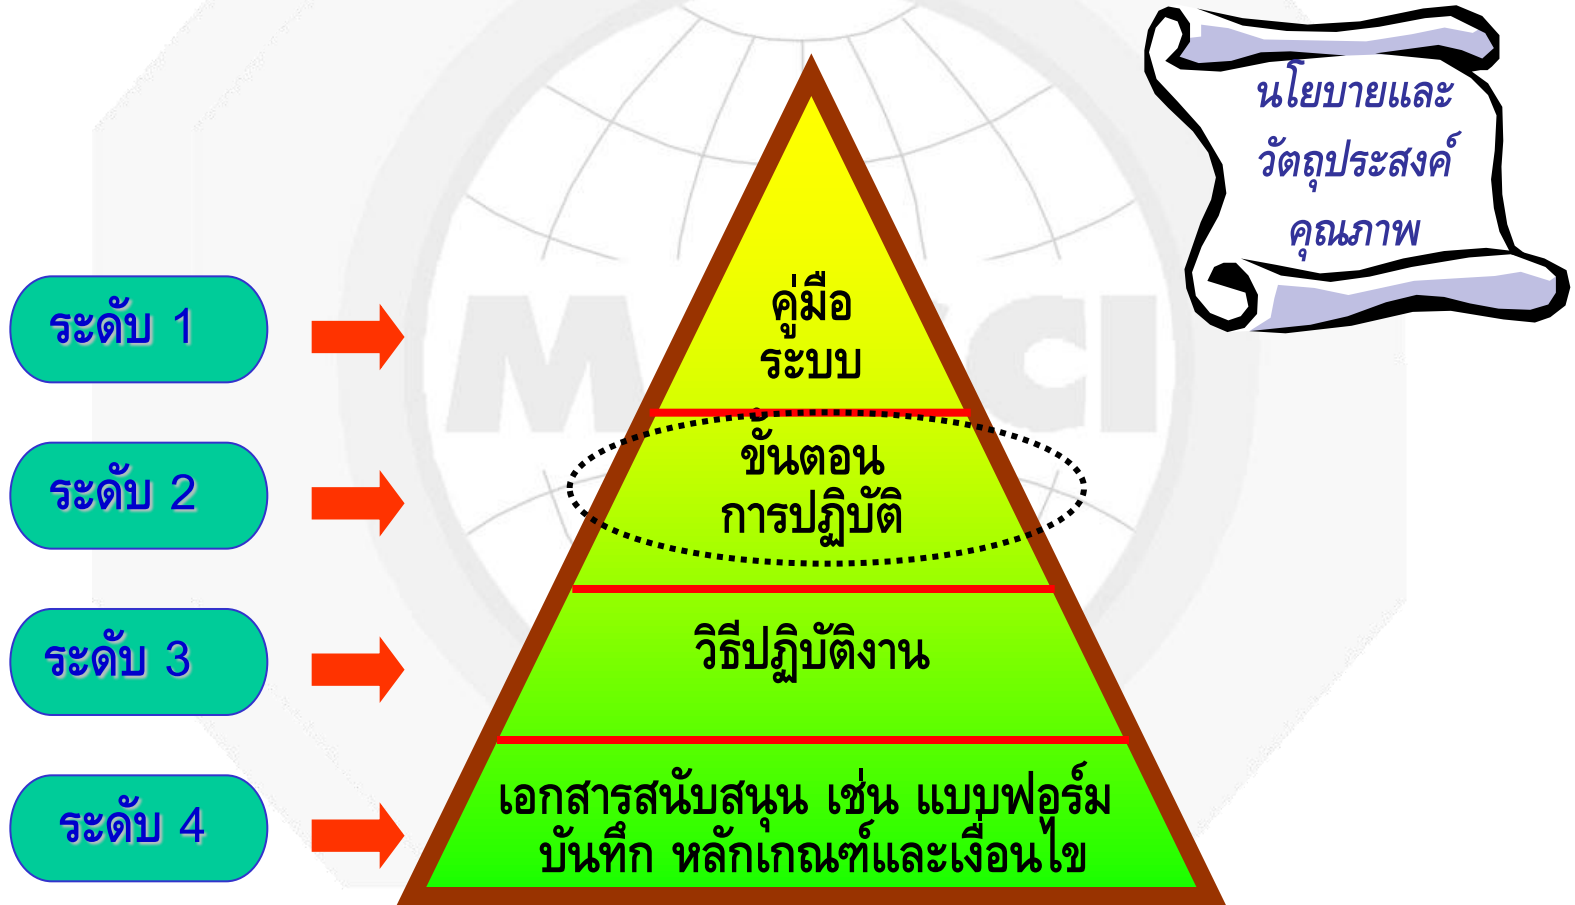 นโยบายและ
วัตถุประสงค์
คุณภาพ
ระดับ 1
คู่มือ
ระบบ
ระดับ 2
ขั้นตอน
การปฏิบัติ
ระดับ 3
วิธีปฏิบัติงาน
ระดับ 4
เอกสารสนับสนุน เช่น แบบฟอร์ม
บันทึก หลักเกณฑ์และเงื่อนไข